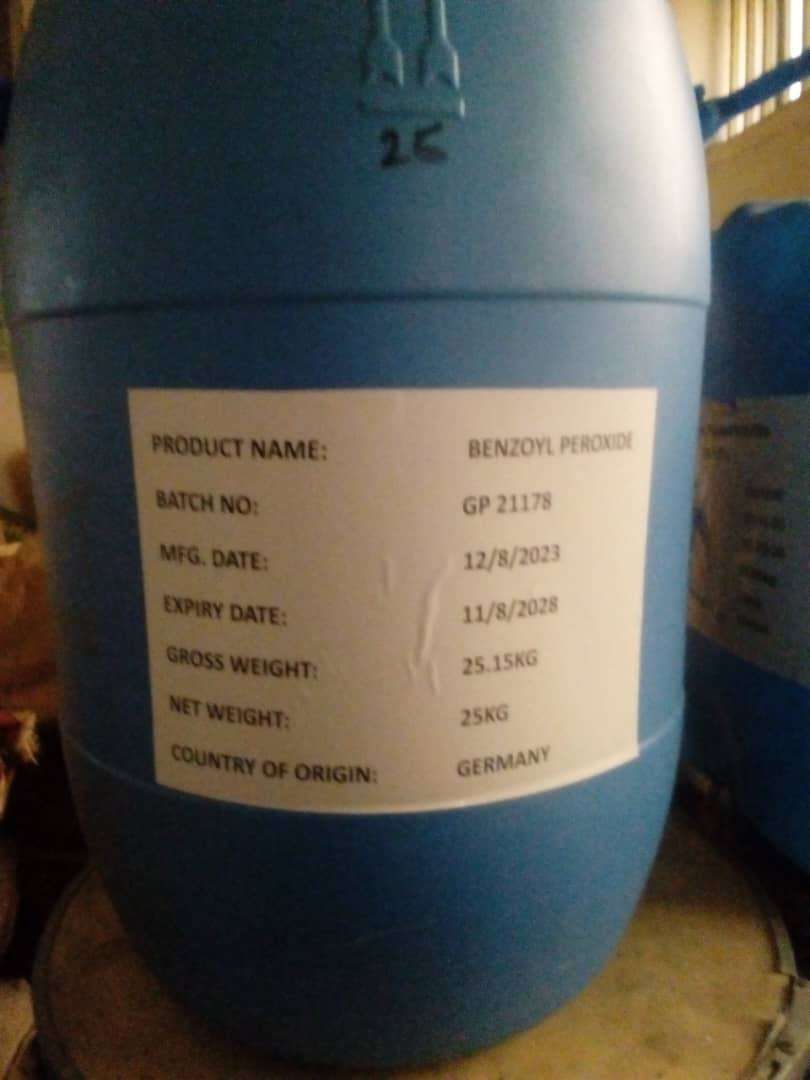 26
PRODUCT NAME: BENZOYL PEROXIDE
BATCH NO: GP 21178
MFG. DATE: 12/8/2023
EXPIRY DATE: 11/8/2028
GROSS WEIGHT: 25.15KG
NET WEIGHT: 25KG
COUNTRY OF ORIGIN: GERMANY